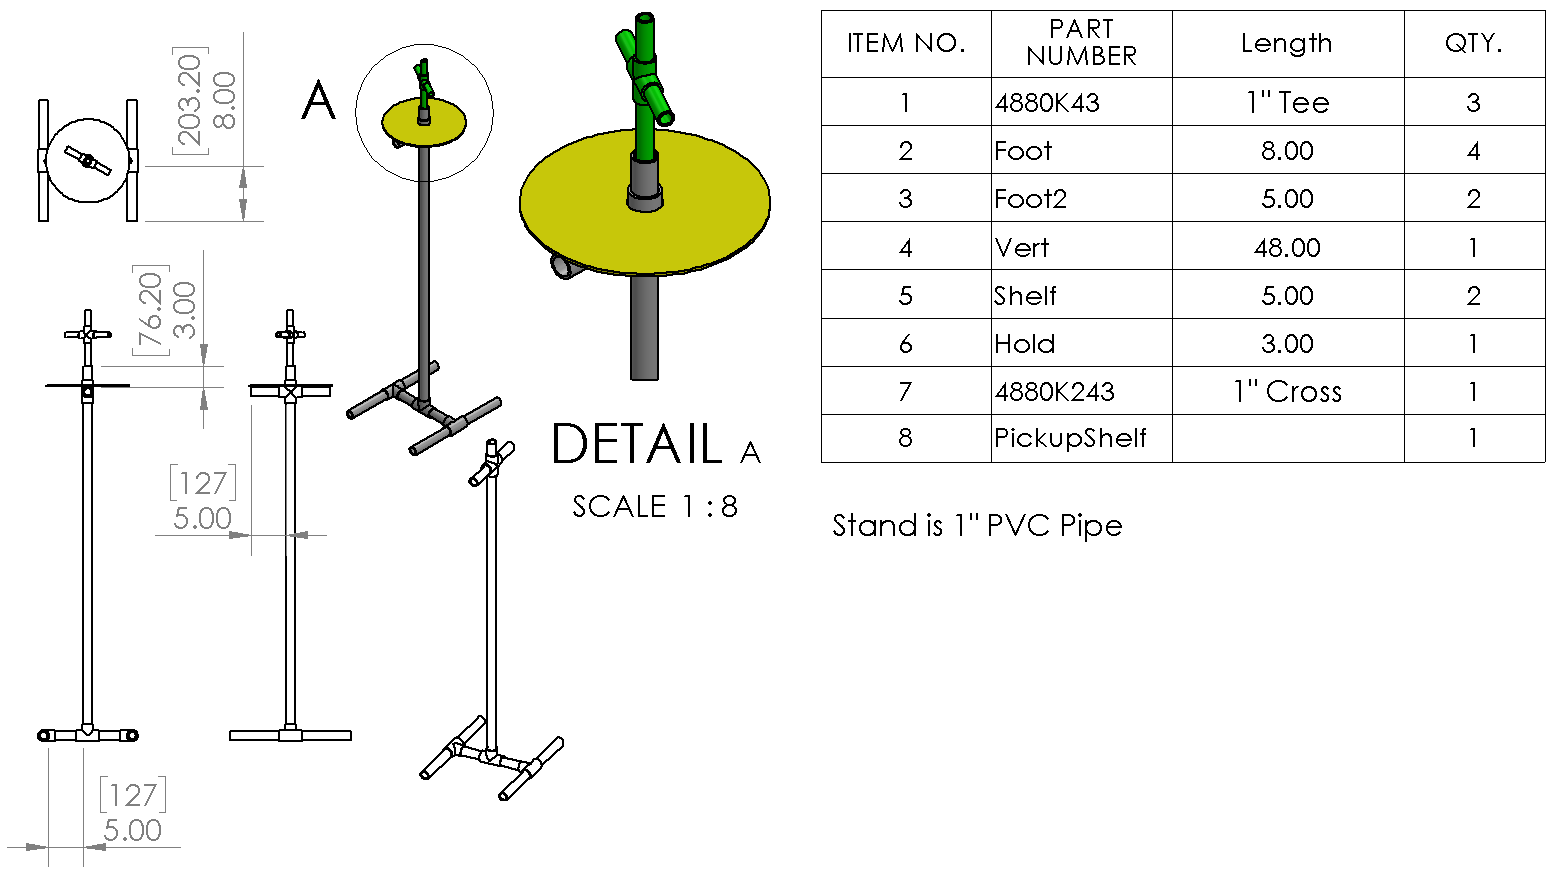 [203.20]
8.00
A
[76.20]
3.00
[127]
5.00
[127]
5.00
DETAIL A
SCALE 1 : 8
ITEM NO. PART NUMBER Length QTY.
1 4880K43 1" Tee 3
2 Foot 8.00 4
3 Foot2 5.00 2
4 Vert 48.00 1
5 Shelf 5.00 2
6 Hold 3.00 1
7 4880K243 1" Cross 1
8 PickupShelf 1
Stand is 1" PVC Pipe